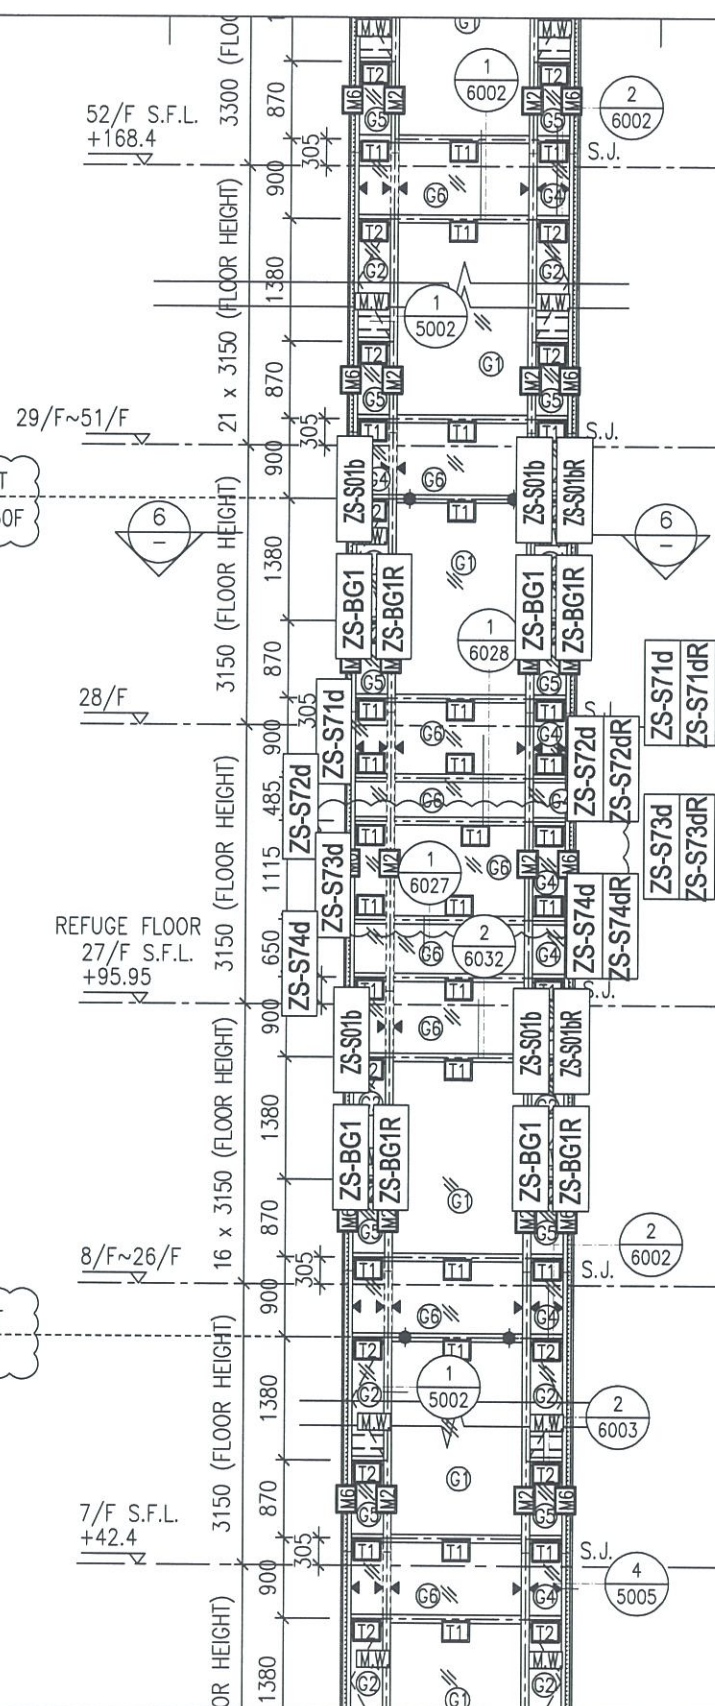 G1
M.W.
M.W.
3300 (FLOO
870
T2
T2
1
6002
M6
M2
M2
M6
2
6002
52/F S.F.L.
+168.4
G5
G5
305
T1
T1
T1
S.J.
900
G6
G4
T2
T1
T2
1380
G2
G2
M.W.
M.W.
1
5002
21 x 3150 (FLOOR HEIGHT)
T2
T2
G1
870
M6
M2
M2
M6
G5
G5
29/F~51/F
305
T1
T1
T1
S.J.
900
ZS-S01b
G4
G6
ZS-S01b
ZS-S01bR
T
OF
T1
6
–
6
–
3150 (FLOOR HEIGHT)
1380
G1
ZS-BG1
ZS-BG1R
ZS-BG1
ZS-BG1R
1
6028
870
G5
G5
28/F
305
T1
T1
T1
S.J.
ZS-S71d
ZS-S71d
ZS-S71dR
900
G6
G4
T1
T1
T1
ZS-S72d
ZS-S72d
ZS-S72dR
485
G6
3150 (FLOOR HEIGHT)
T1
T1
T1
ZS-S73d
ZS-S73d
ZS-S73dR
1115
M2
1
6027
G6
M2
M6
G4
T1
T1
T1
ZS-S74d
ZS-S74d
ZS-S74dR
REFUGE FLOOR
27/F S.F.L.
+95.95
650
G6
2
6032
G4
T1
T1
S.J.
900
ZS-S01b
G6
ZS-S01b
ZS-S01bR
T1
16 x 3150 (FLOOR HEIGHT)
1380
ZS-BG1
ZS-BG1R
ZS-BG1
ZS-BG1R
G1
870
G5
G5
2
6002
8/F~26/F
305
T1
T1
T1
S.J.
900
G6
G4
T2
T1
T2
3150 (FLOOR HEIGHT)
1380
G2
1
5002
G2
2
6003
M.W.
M.W.
T2
T2
G1
870
M6
M2
M2
M6
G5
G5
7/F S.F.L.
+42.4
305
T1
T1
T1
S.J.
900
G6
G4
4
5005
T2
T1
T2
OR HEIGHT)
1380
M.W.
M.W.
G2
G1
G2